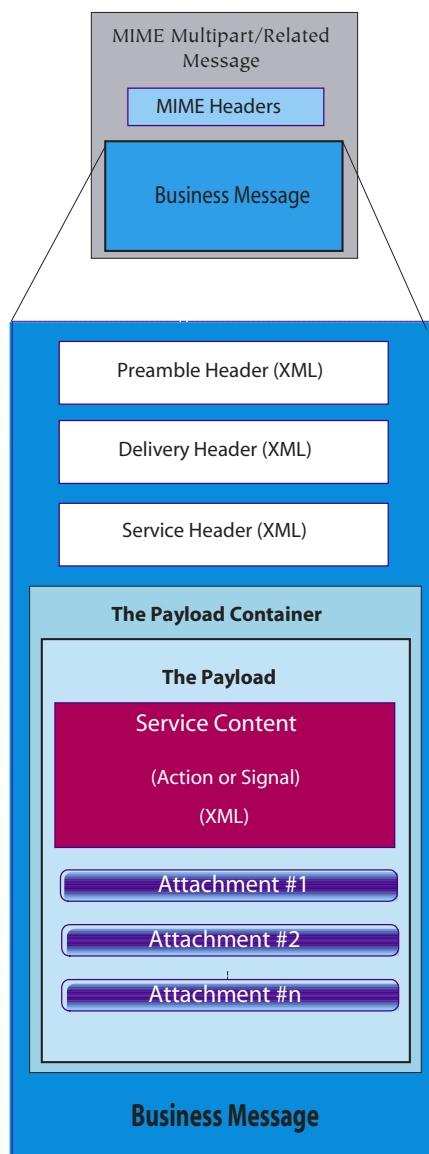 MIME Multipart/Related
Message
MIME Headers
Business Message
Preamble Header (XML)
Delivery Header (XML)
Service Header (XML)
The Payload Container
The Payload
Service Content
(Action or Signal)
(XML)
Attachment #1
Attachment #2
Attachment #n
Business Message